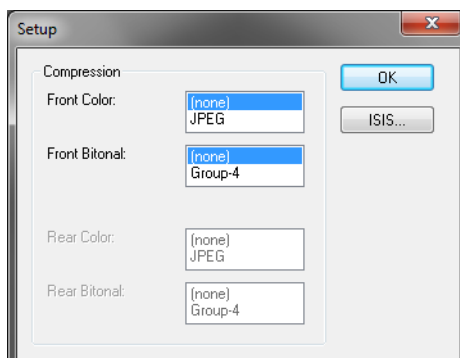 Setup
Compression
OK
Front Color:
(none)
JPEG
ISIS...
Front Bitonal:
(none)
Group-4
Rear Color:
(none)
JPEG
Rear Bitonal:
(none)
Group-4